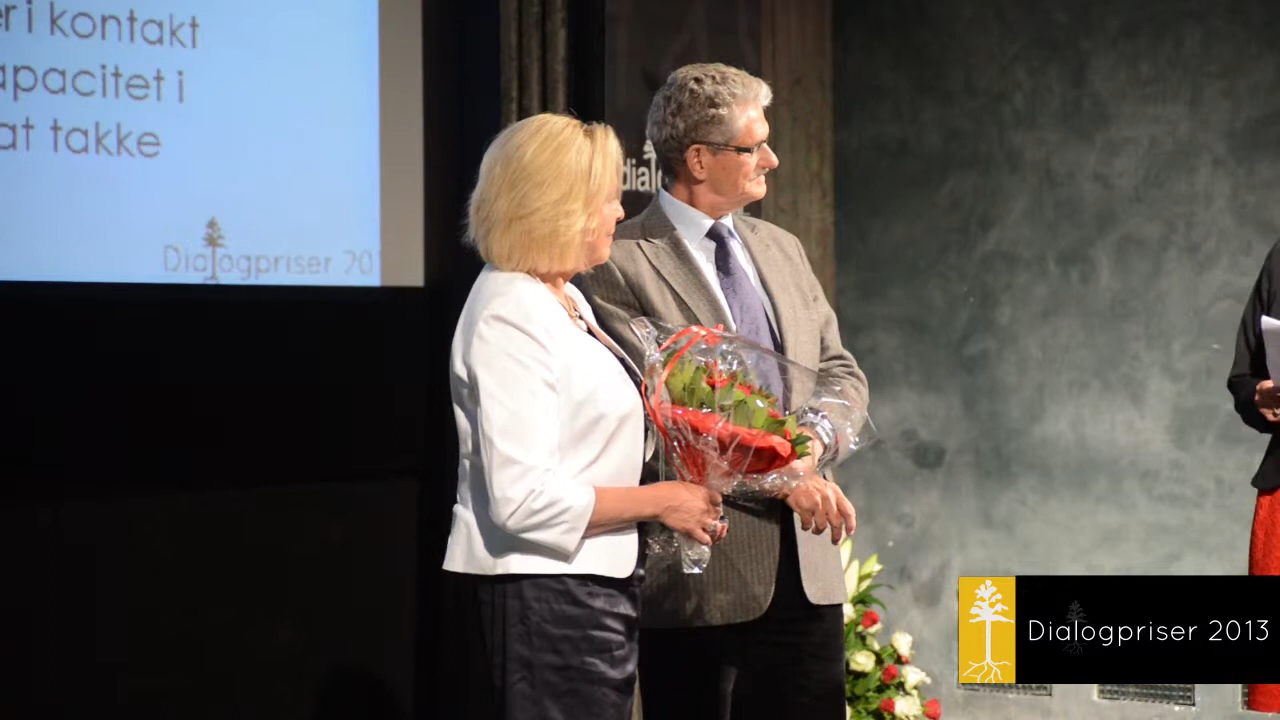 r i kontakt
apacitet i
at takke
Dialogpriser 20
dial
Dialogpriser 2013